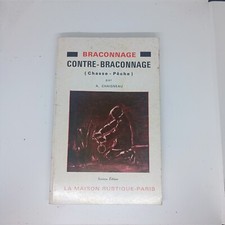 BRACONNAGE
CONTRE-BRACONNAGE
(Chasse - Pêche)
par
A. CHAIGNEAU
LA MAISON RUSTIQUE-PARIS